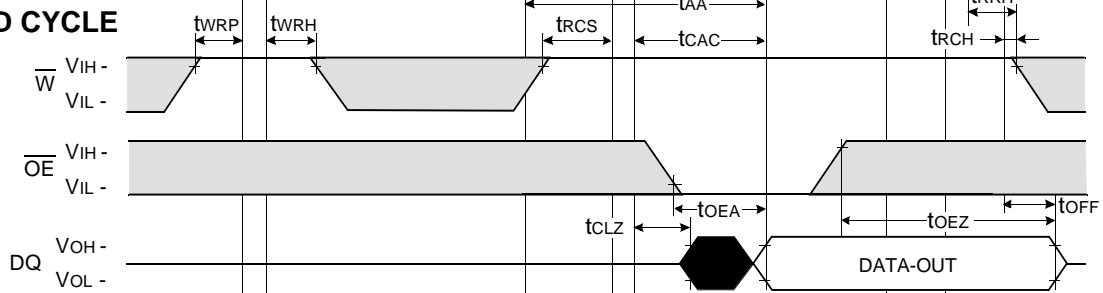 tAA
D CYCLE
tWRP tWRH tRCS tCAC tRCH
W VIH -
VIL -
OE VIH -
VIL -
tOEA tOFF
tCLZ tOEZ
DQ VOH -
VOL -
DATA-OUT